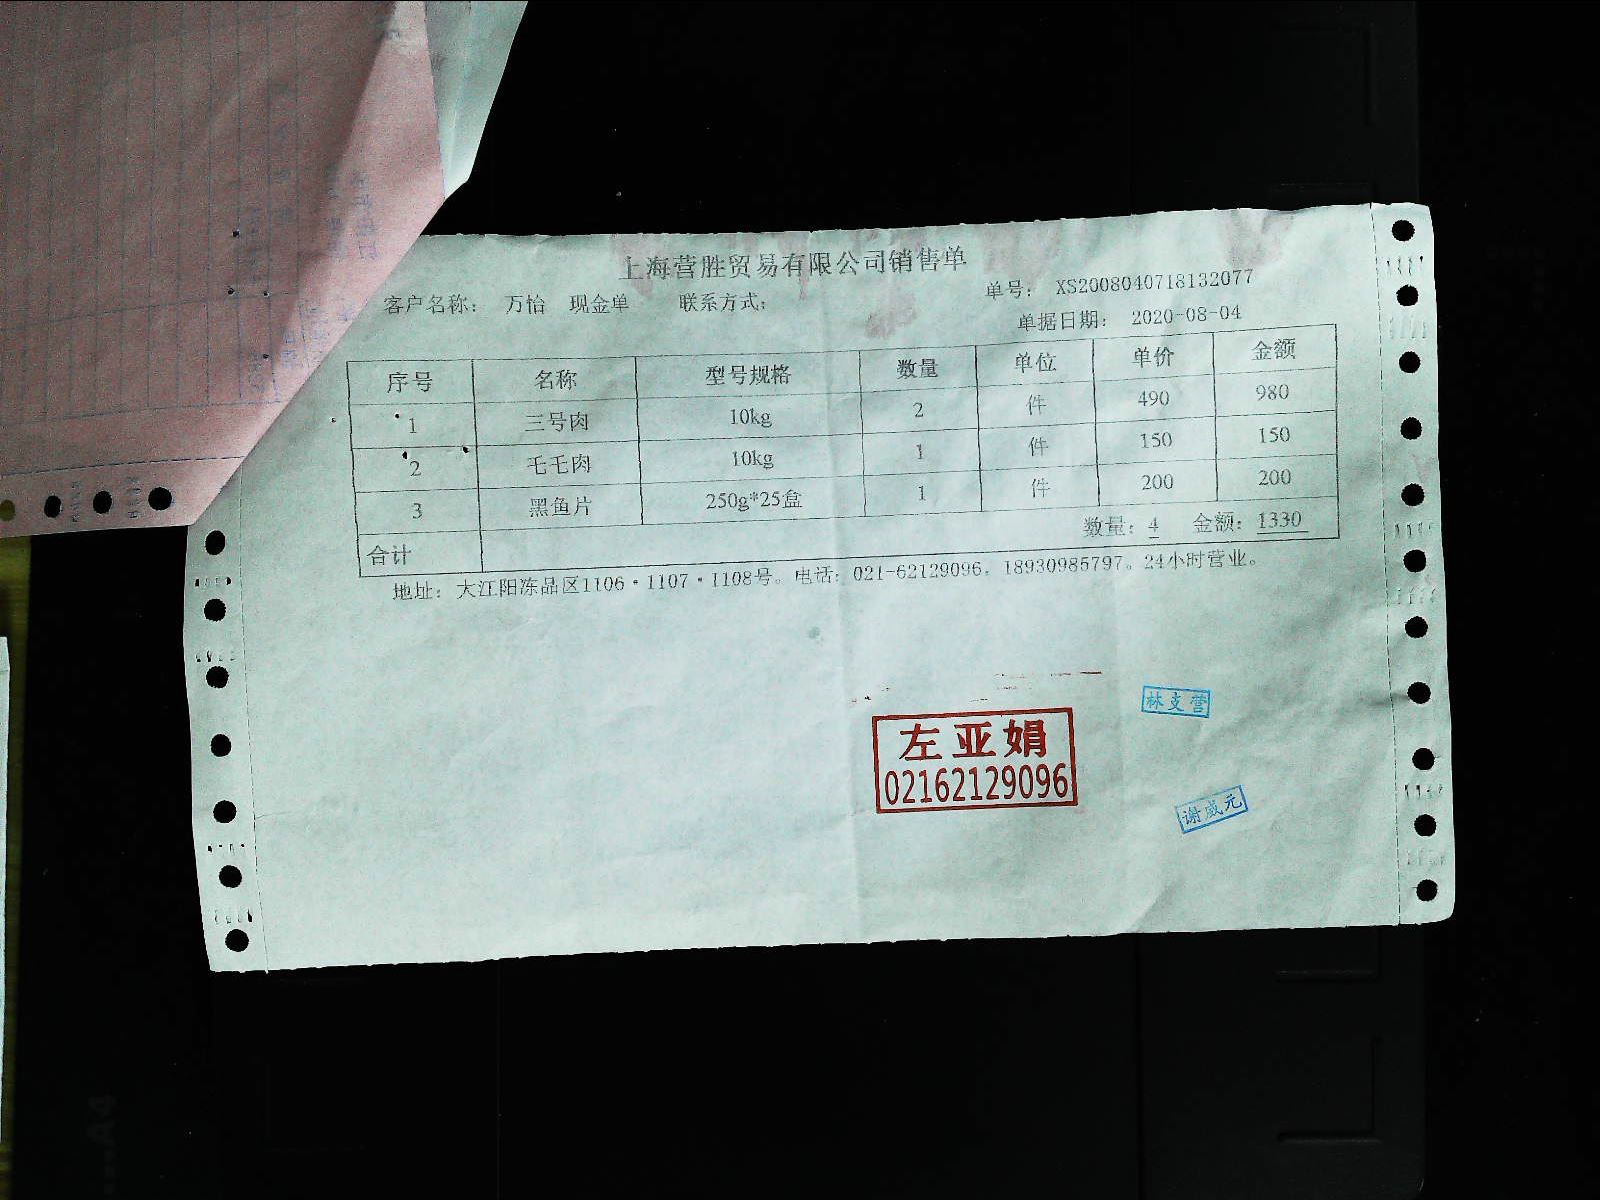 上海营胜贸易有限公司销售单
客户名称： 万怡 现金单 联系方式： 单号： XS2008040718132077
单据日期： 2020-08-04
序号 名称 型号规格 数量 单位 单价 金额
1 三号肉 10kg 2 件 490 980
2 乇乇肉 10kg 1 件 150 150
3 黑鱼片 250g*25盒 1 件 200 200
合计 数量：4 金额：1330
地址：大江阳冻品区1106·1107·1108号。电话：021-62129096，18930985797。24小时营业。
林支营
左亚娟
02162129096
谢威元
A4